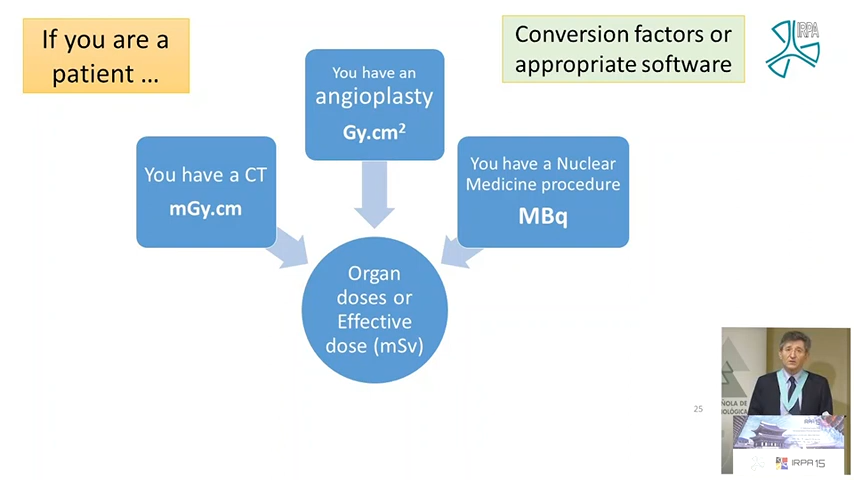 If you are a
patient ...
Conversion factors or
appropriate software
IRPA
You have an
angioplasty
Gy.cm²
You have a CT
mGy.cm
You have a Nuclear
Medicine procedure
MBq
Organ
doses or
Effective
dose (mSv)
25
IRPA15